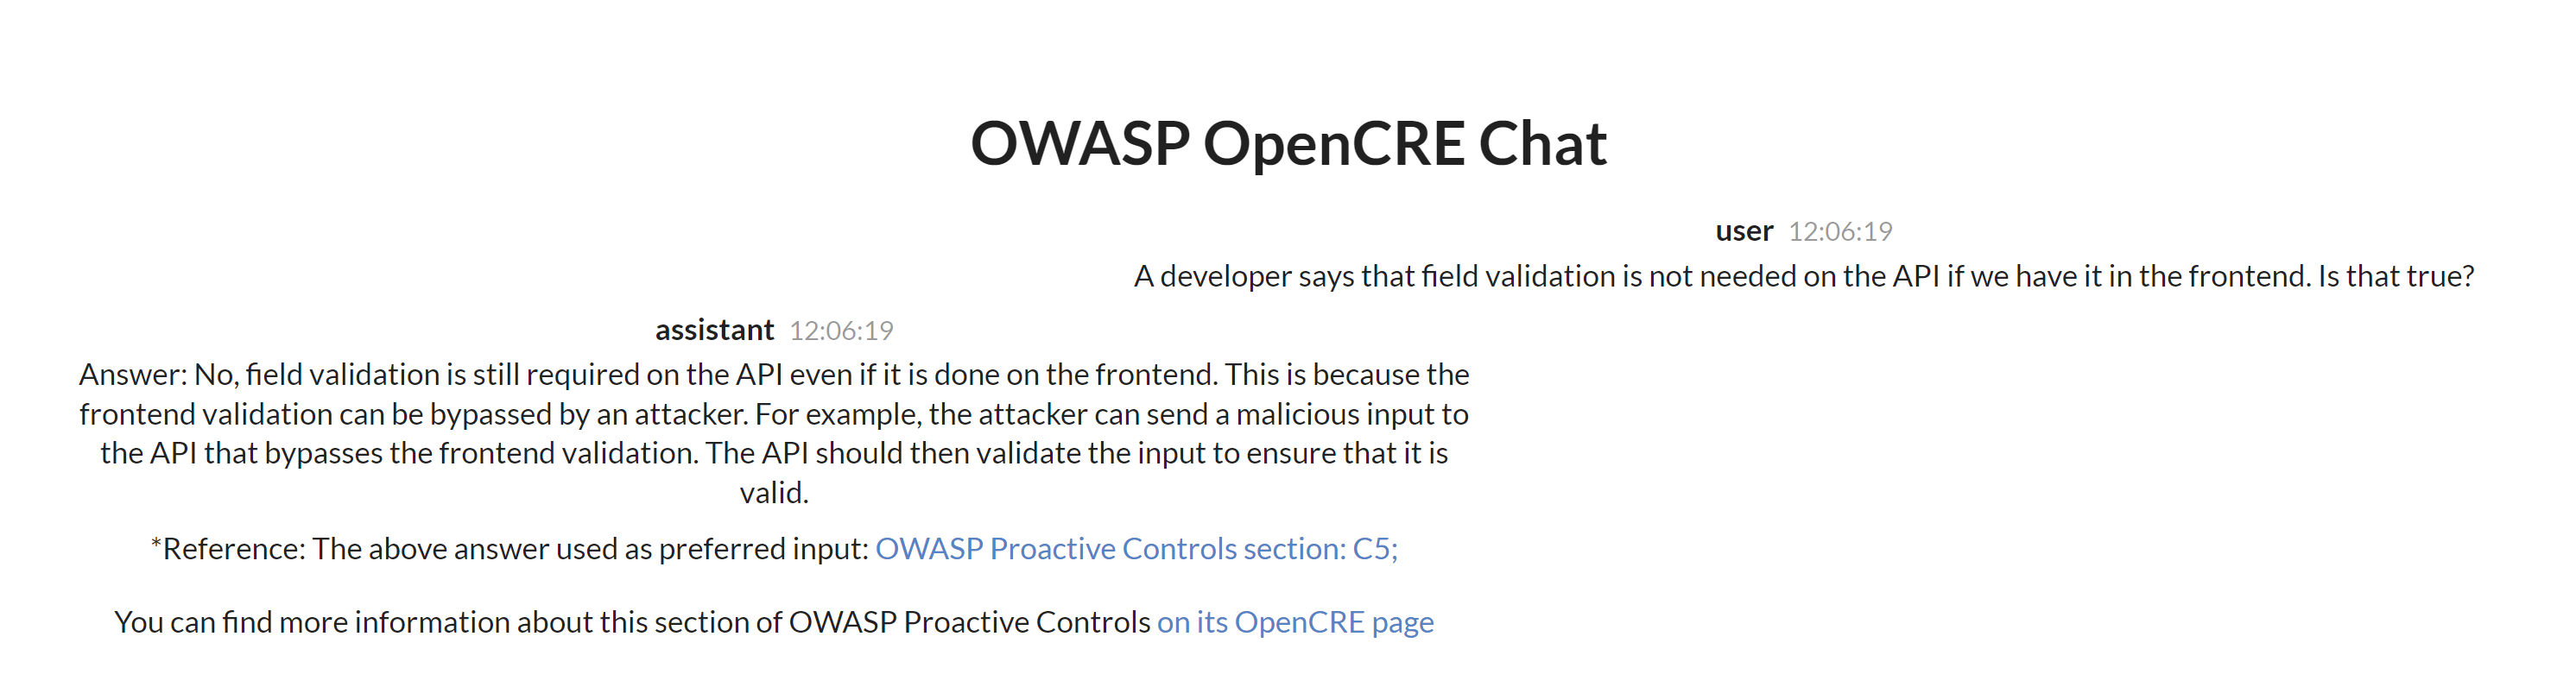 OWASP OpenCRE Chat
user 12:06:19
A developer says that field validation is not needed on the API if we have it in the frontend. Is that true?
assistant 12:06:19
Answer: No, field validation is still required on the API even if it is done on the frontend. This is because the
frontend validation can be bypassed by an attacker. For example, the attacker can send a malicious input to
the API that bypasses the frontend validation. The API should then validate the input to ensure that it is
valid.
*Reference: The above answer used as preferred input: OWASP Proactive Controls section: C5;
You can find more information about this section of OWASP Proactive Controls on its OpenCRE page